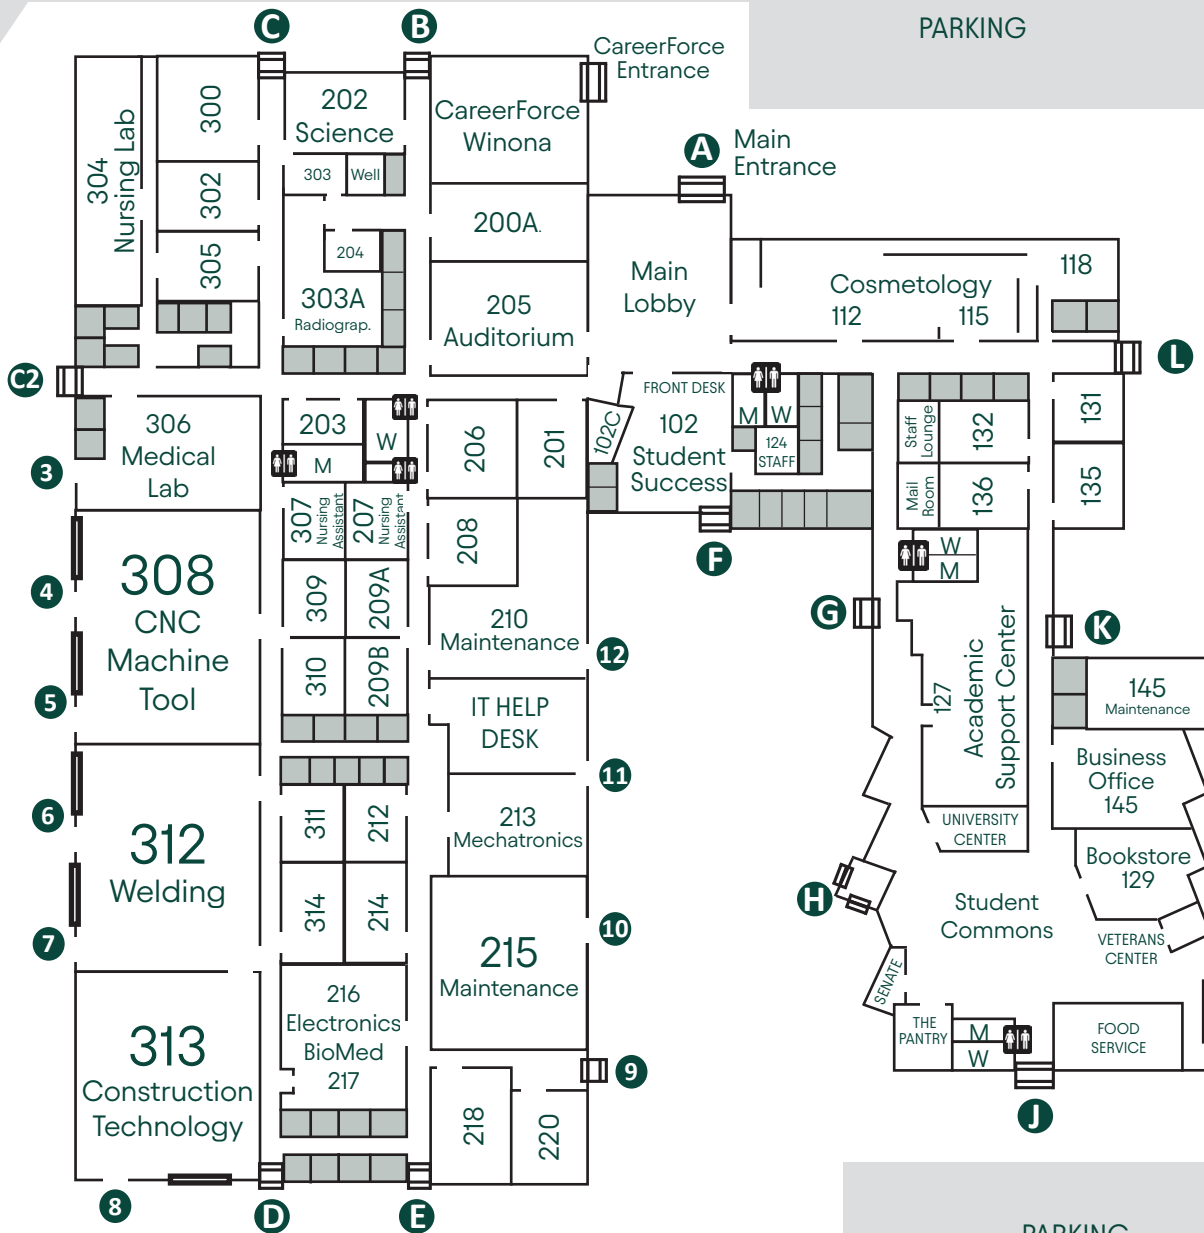 PARKING
C
B
CareerForce
Entrance
A
Main
Entrance
304
Nursing Lab
300
302
305
202
Science
303
Well
204
303A
Radiograp.
CareerForce
Winona
200A.
205
Auditorium
Main
Lobby
Cosmetology
112
115
118
L
C2
306
Medical
Lab
3
203
M
W
206
201
102C
FRONT DESK
102
Student
Success
M
W
124
STAFF
Staff
Lounge
132
131
Mail
Room
136
135
307
Nursing
Assistant
207
Nursing
Assistant
208
F
W
M
308
CNC
Machine
Tool
4
5
309
209A
310
209B
210
Maintenance
12
G
K
127
Academic
Support Center
145
Maintenance
IT HELP
DESK
11
Business
Office
145
6
312
Welding
7
311
212
314
214
213
Mechatronics
UNIVERSITY
CENTER
Bookstore
129
H
Student
Commons
VETERANS
CENTER
10
215
Maintenance
SENATE
216
Electronics
BioMed
217
313
Construction
Technology
THE
PANTRY
M
W
FOOD
SERVICE
9
J
218
220
8
D
E
PARKING